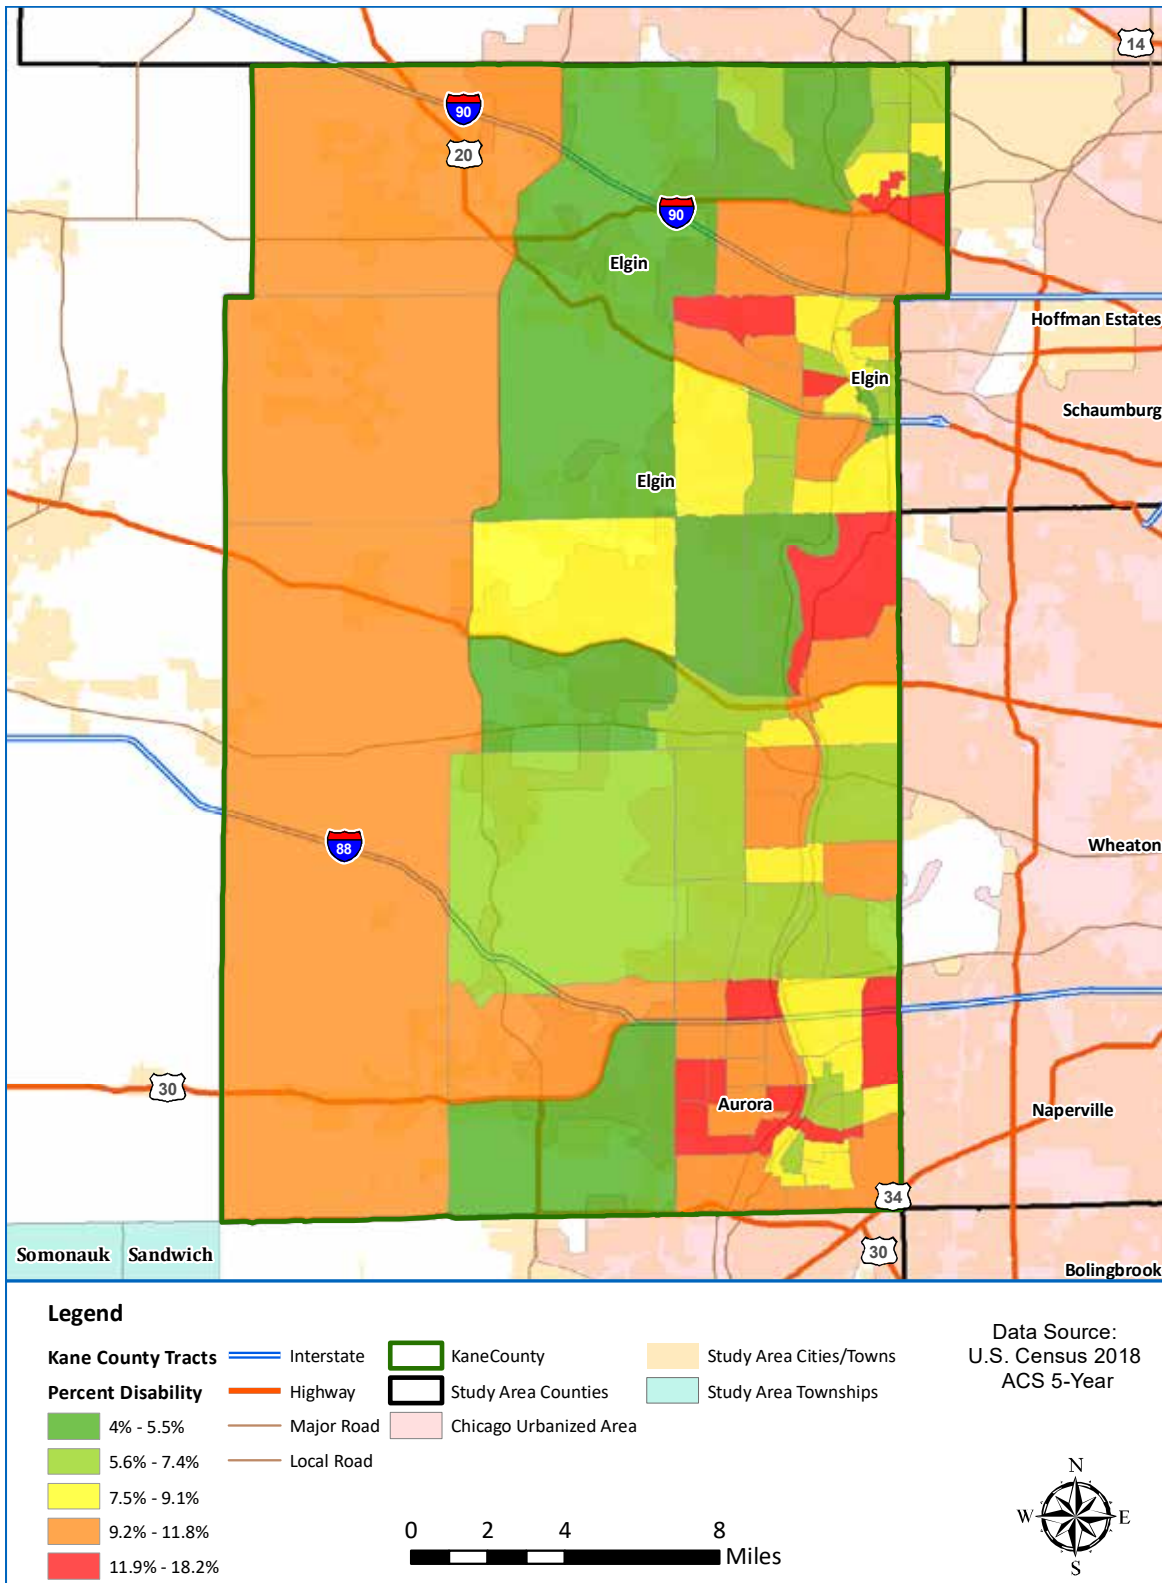 14
90
20
90
Elgin
Hoffman Estates
Elgin
Schaumburg
Elgin
88
Wheaton
30
Aurora
Naperville
34
30
Somonauk
Sandwich
Bolingbrook
Legend
Kane County Tracts
Percent Disability
4% - 5.5%
5.6% - 7.4%
7.5% - 9.1%
9.2% - 11.8%
11.9% - 18.2%
Interstate
Highway
Major Road
Local Road
KaneCounty
Study Area Counties
Chicago Urbanized Area
Study Area Cities/Towns
Study Area Townships
Data Source:
U.S. Census 2018
ACS 5-Year
0 2 4 8
Miles
N
W E
S